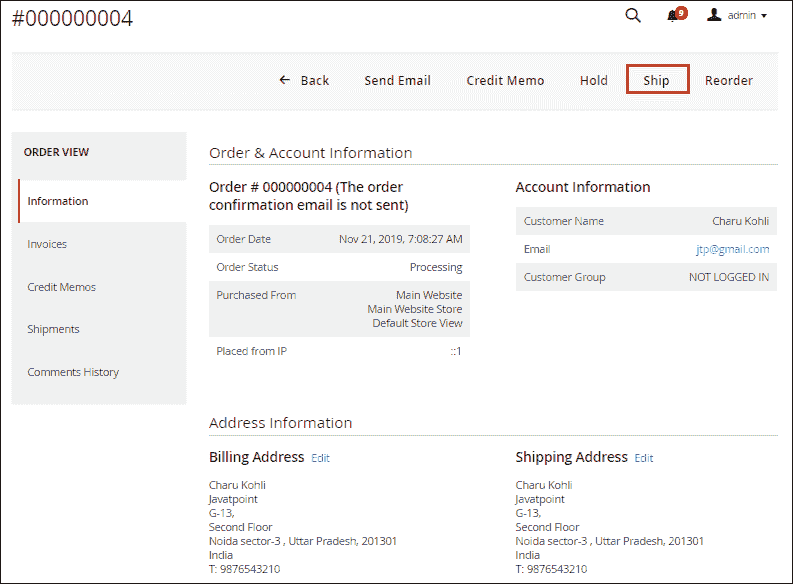 #000000004
9
admin
Back Send Email Credit Memo Hold Ship Reorder
ORDER VIEW
Information
Invoices
Credit Memos
Shipments
Comments History
Order & Account Information
Order # 000000004 (The order
confirmation email is not sent)
Order Date Nov 21, 2019, 7:08:27 AM
Order Status Processing
Purchased From Main Website
Main Website Store
Default Store View
Placed from IP ::1
Account Information
Customer Name Charu Kohli
Email jtp@gmail.com
Customer Group NOT LOGGED IN
Address Information
Billing Address Edit
Charu Kohli
Javatpoint
G-13,
Second Floor
Noida sector-3 , Uttar Pradesh, 201301
India
T: 9876543210
Shipping Address Edit
Charu Kohli
Javatpoint
G-13,
Second Floor
Noida sector-3 , Uttar Pradesh, 201301
India
T: 9876543210